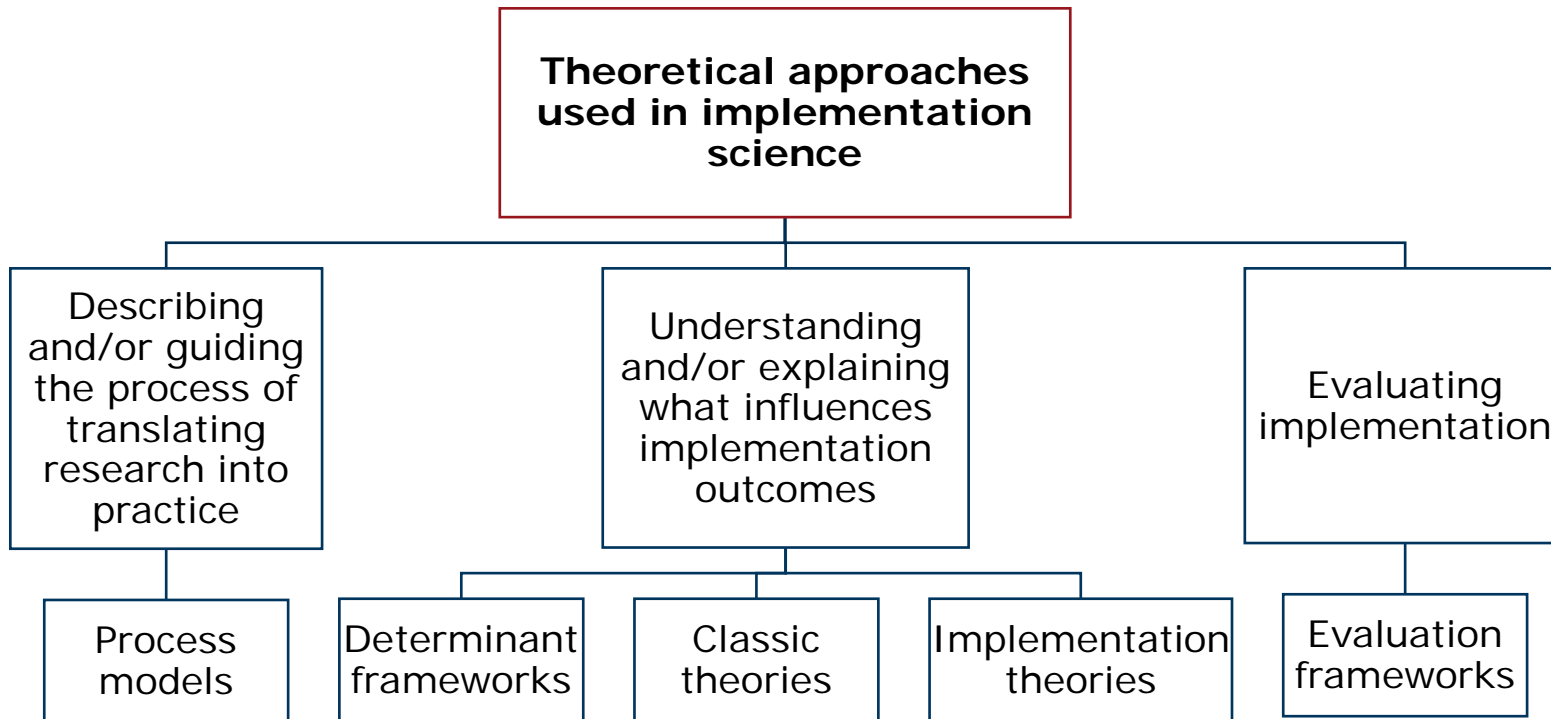 Theoretical approaches
used in implementation
science
Describing
and/or guiding
the process of
translating
research into
practice
Understanding
and/or explaining
what influences
implementation
outcomes
Evaluating
implementation
Process
models
Determinant
frameworks
Classic
theories
Implementation
theories
Evaluation
frameworks